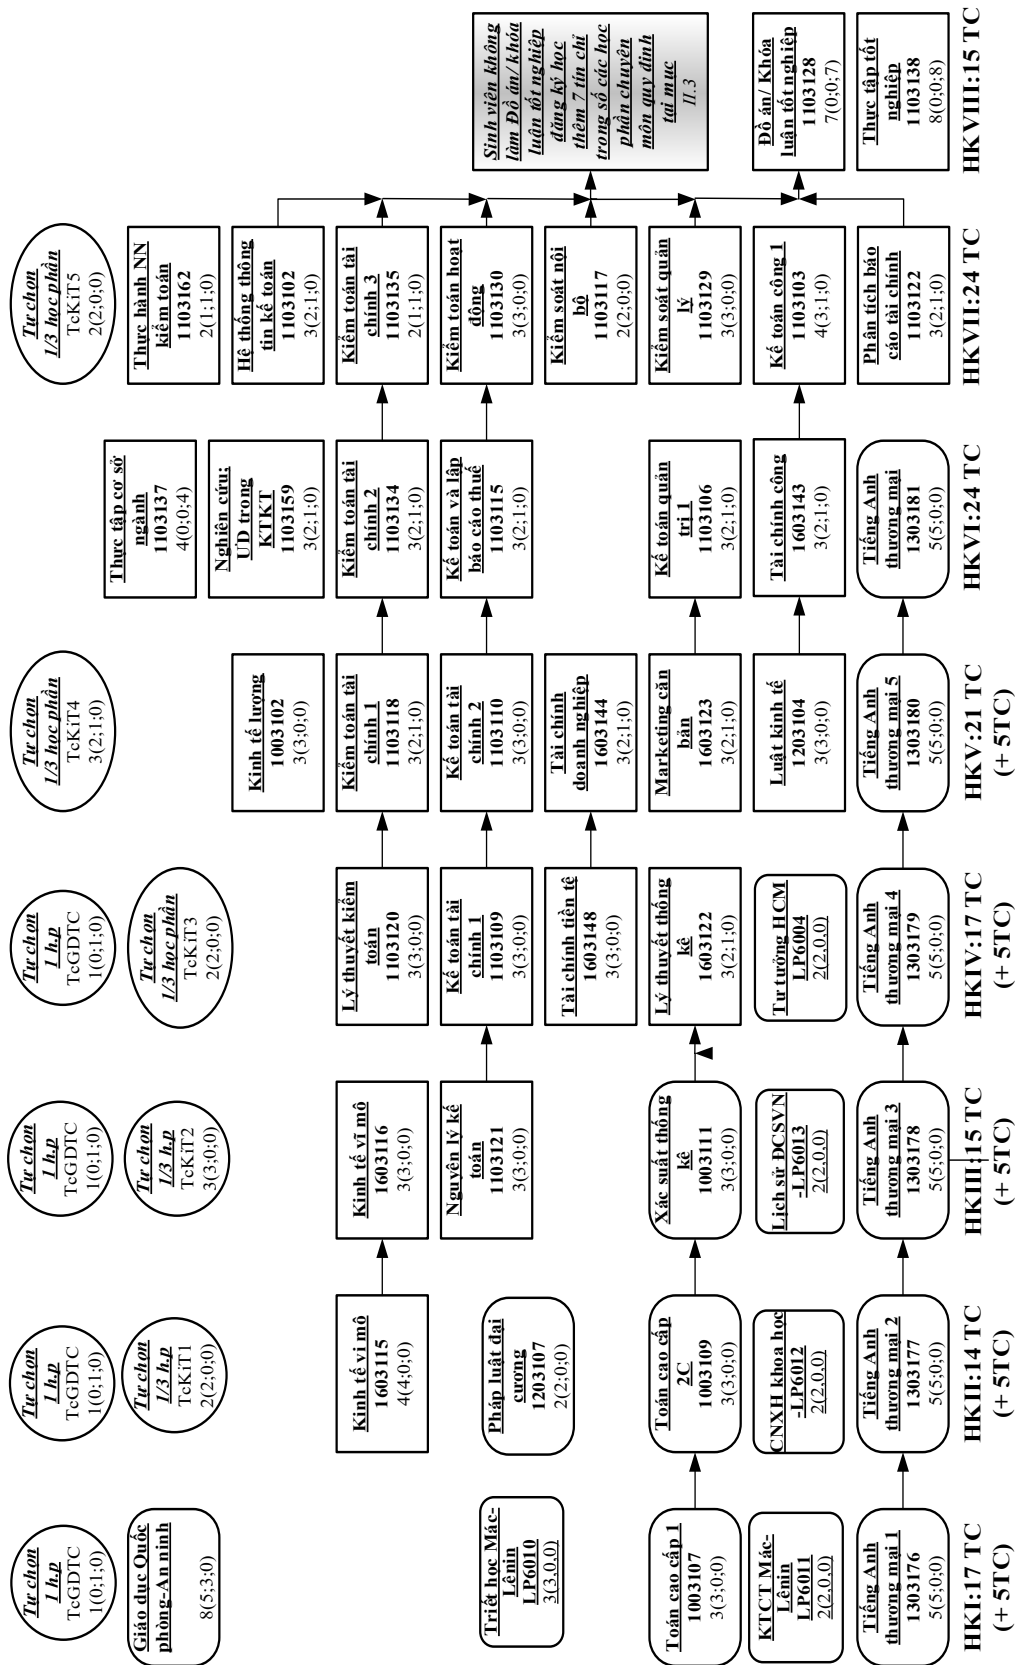 Tự chọn
1 h.p
TcGDTC
1(0;1;0)
Giáo dục Quốc
phòng-An ninh
8(5;3;0)
Triết học Mác-
Lênin
LP6010
3(3,0,0)
Toán cao cấp 1
1003107
3(3;0;0)
KTCT Mác-
Lênin
LP6011
2(2,0,0)
Tiếng Anh
thương mại 1
1303176
5(5;0;0)
HKI:17 TC
(+ 5TC)
Tự chọn
1 h.p
TcGDTC
1(0;1;0)
Tự chọn
1/3 h.p
TcKiT1
2(2;0;0)
Kinh tế vi mô
1603115
4(4;0;0)
Pháp luật đại
cương
1203107
2(2;;0)
Toán cao cấp
2C
1003109
3(3;0;0)
CNXH khoa học
-LP6012
2(2,0,0)
Tiếng Anh
thương mại 2
1303177
5(5;0;0)
HKII:14 TC
(+ 5TC)
Tự chọn
1 h.p
TcGDTC
1(0;1;0)
Tự chọn
1/3 h.p
TcKiT2
3(3;0;0)
Kinh tế vi mô
1603116
3(3;0;0)
Nguyên lý kế
toán
1103121
3(3;0;0)
Xác suất thống
kê
1003111
3(3;0;0)
Lịch sử ĐCSVN
-LP6013
2(2,0,0)
Tiếng Anh
thương mại 3
1303178
5(5;0;0)
HKIII:15 TC
(+ 5TC)
Tự chọn
1 h.p
TcGDTC
1(0;1;0)
Tự chọn
1/3 học phần
TcKiT3
2(2;0;0)
Lý thuyết kiểm
toán
1103120
3(3;0;0)
Kế toán tài
chính 1
1103109
3(3;0;0)
Tài chính tiền tệ
1603148
3(3;0;0)
Lý thuyết thống
kê
1603122
3(2;1;0)
Tư tưởng HCM
LP6004
2(2,0,0)
Tiếng Anh
thương mại 4
1303179
5(5;0;0)
HKIV:17 TC
(+ 5TC)
Tự chọn
1/3 học phần
TcKiT4
3(2;1;0)
Kinh tế lượng
1003102
3(3;0;0)
Kiểm toán tài
chính 1
1103118
3(2;1;0)
Kế toán tài
chính 2
1103110
3(3;0;0)
Tài chính
doanh nghiệp
1603144
3(2;1;0)
Marketing căn
bản
1603123
3(2;1;0)
Luật kinh tế
1203104
3(3;0;0)
Tiếng Anh
thương mại 5
1303180
5(5;0;0)
HKV:21 TC
(+ 5TC)
Thực tập cơ sở
ngành
1103137
4(0;0;4)
Nghiên cứu;
ƯD trong
KTKT
1103159
3(2;1;0)
Kiểm toán tài
chính 2
1103134
3(2;1;0)
Kế toán và lập
báo cáo thuế
1103115
3(2;1;0)
Kế toán quản
trị 1
1103106
3(2;1;0)
Tài chính công
1603143
3(2;1;0)
Tiếng Anh
thương mại
1303181
5(5;0;0)
HKVI:24 TC
Tự chọn
1/3 học phần
TcKiT5
2(2;0;0)
Thực hành NN
kiểm toán
1103162
2(1;1;0)
Hệ thống thông
tin kế toán
1103102
3(2;1;0)
Kiểm toán tài
chính 3
1103135
2(1;1;0)
Kiểm toán hoạt
động
1103130
3(3;0;0)
Kiểm soát nội
bộ
1103117
2(2;0;0)
Kiểm soát quản
lý
1103129
3(3;0;0)
Kế toán công 1
1103103
4(3;1;0)
Phân tích báo
cáo tài chính
1103122
3(2;1;0)
HKVII:24 TC
Sinh viên không
làm Đồ án/ khóa
luận tốt nghiệp
đăng ký học
thêm 7 tín chỉ
trong số các học
phần chuyên
môn quy định
tại mục
II.3
Đồ án/ Khóa
luận tốt nghiệp
1103128
7(0;0;7)
Thực tập tốt
nghiệp
1103138
8(0;0;8)
HKVIII:15 TC